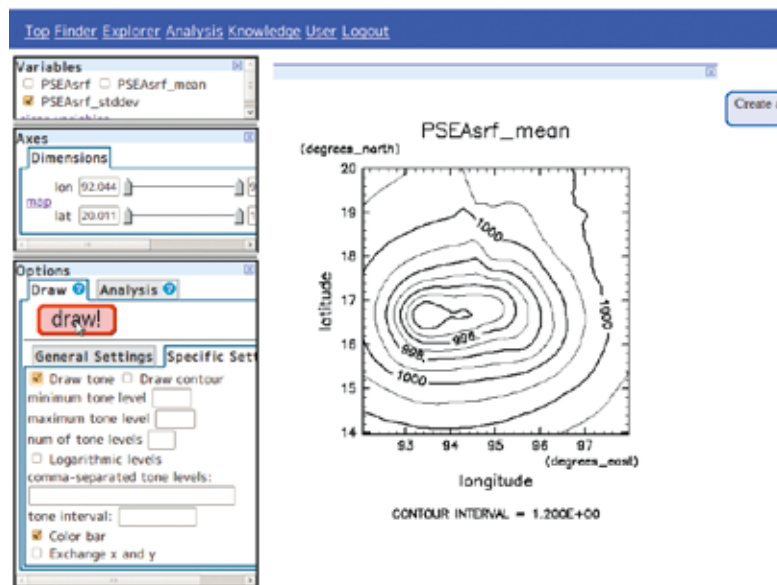 Top Finder Explorer Analysis Knowledge User Logout
Variables
PSEAsrf PSEAsrf_mean
PSEAsrf_stddev
Axes
Dimensions
lon 92.044
map
lat 20.011
Options
Draw ? Analysis ?
draw!
General Settings Specific Sett
Draw tone Draw contour
minimum tone level
maximum tone level
num of tone levels
Logarithmic levels
comma-separated tone levels:
tone interval:
Color bar
Exchange x and y
Create a
PSEAsrf_mean
(degrees_north)
20
19
18
17
16
15
14
latitude
1000
998.
998.
1000
1000
93 94 95 96 97
(degrees_east)
longitude
CONTOUR INTERVAL = 1.200E+00